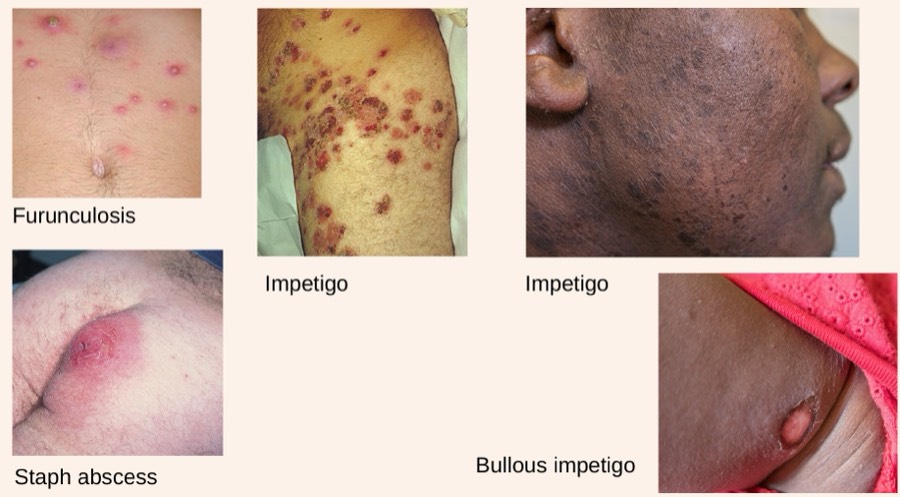 Furunculosis
Impetigo
Impetigo
Staph abscess
Bullous impetigo